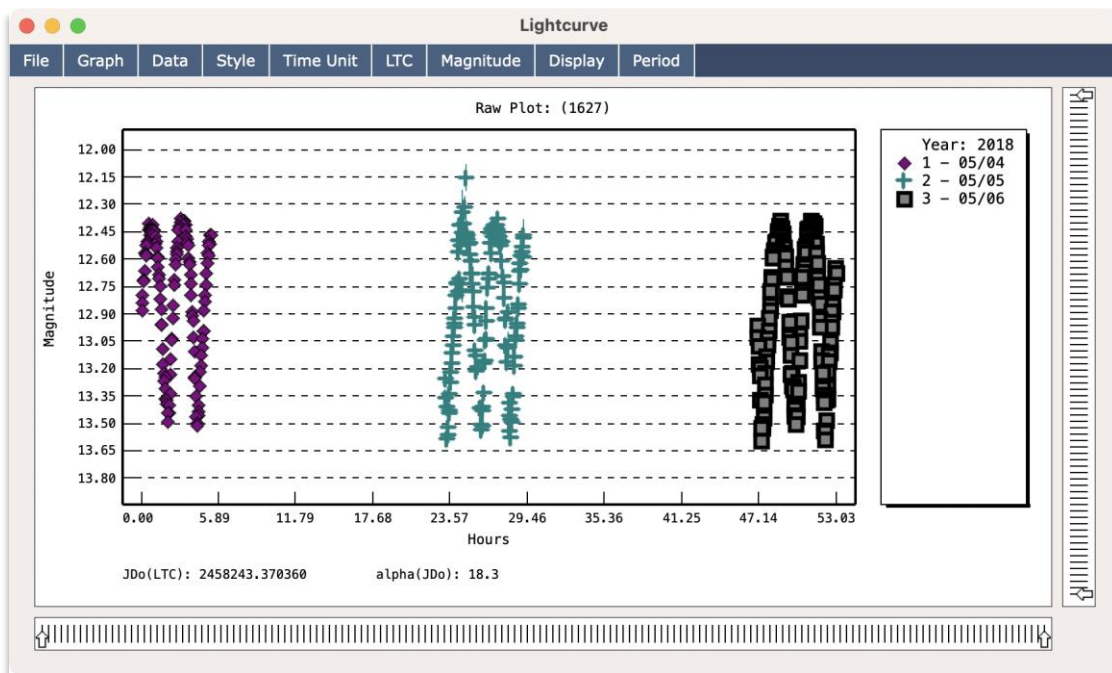 Lightcurve
File Graph Data Style Time Unit LTC Magnitude Display Period
Raw Plot: (1627)
Year: 2018
1 - 05/04
2 - 05/05
3 - 05/06
Magnitude
12.00
12.15
12.30
12.45
12.60
12.75
12.90
13.05
13.20
13.35
13.50
13.65
13.80
0.00 5.89 11.79 17.68 23.57 29.46 35.36 41.25 47.14 53.03
Hours
JDo(LTC): 2458243.370360 alpha(JDo): 18.3